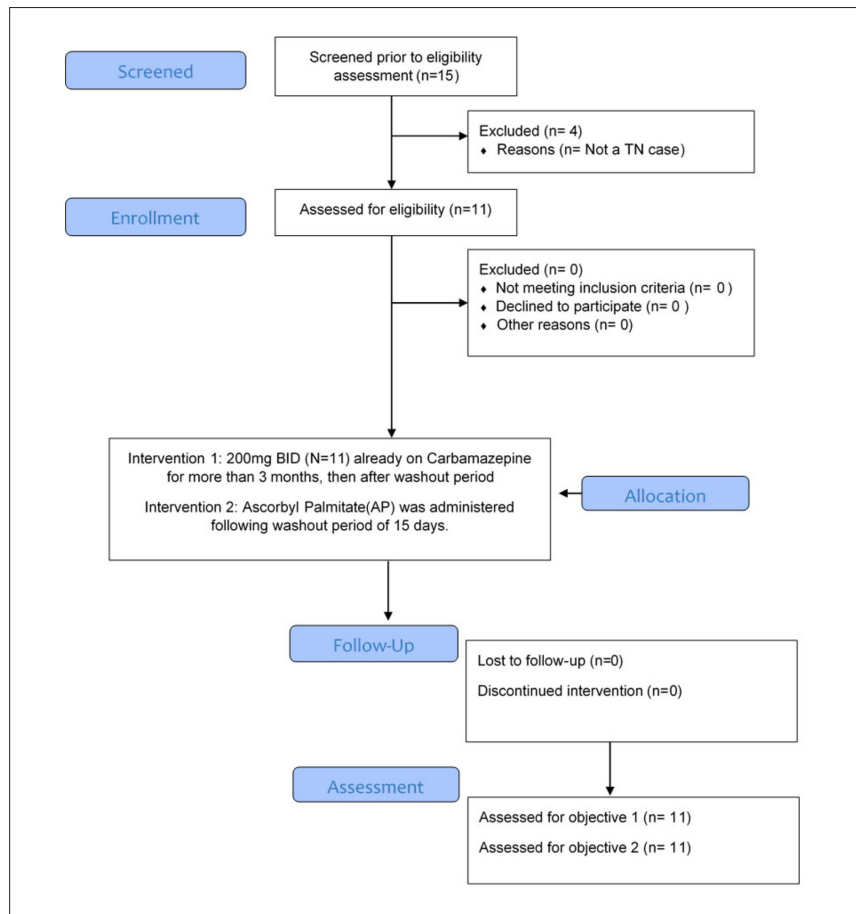 Screened
Screened prior to eligibility
assessment (n=15)
Excluded (n= 4)
♦ Reasons (n= Not a TN case)
Enrollment
Assessed for eligibility (n=11)
Excluded (n= 0)
♦ Not meeting inclusion criteria (n= 0 )
♦ Declined to participate (n= 0 )
♦ Other reasons (n= 0)
Intervention 1: 200mg BID (N=11) already on Carbamazepine
for more than 3 months, then after washout period
Intervention 2: Ascorbyl Palmitate(AP) was administered
following washout period of 15 days.
Allocation
Follow-Up
Lost to follow-up (n=0)
Discontinued intervention (n=0)
Assessment
Assessed for objective 1 (n= 11)
Assessed for objective 2 (n= 11)